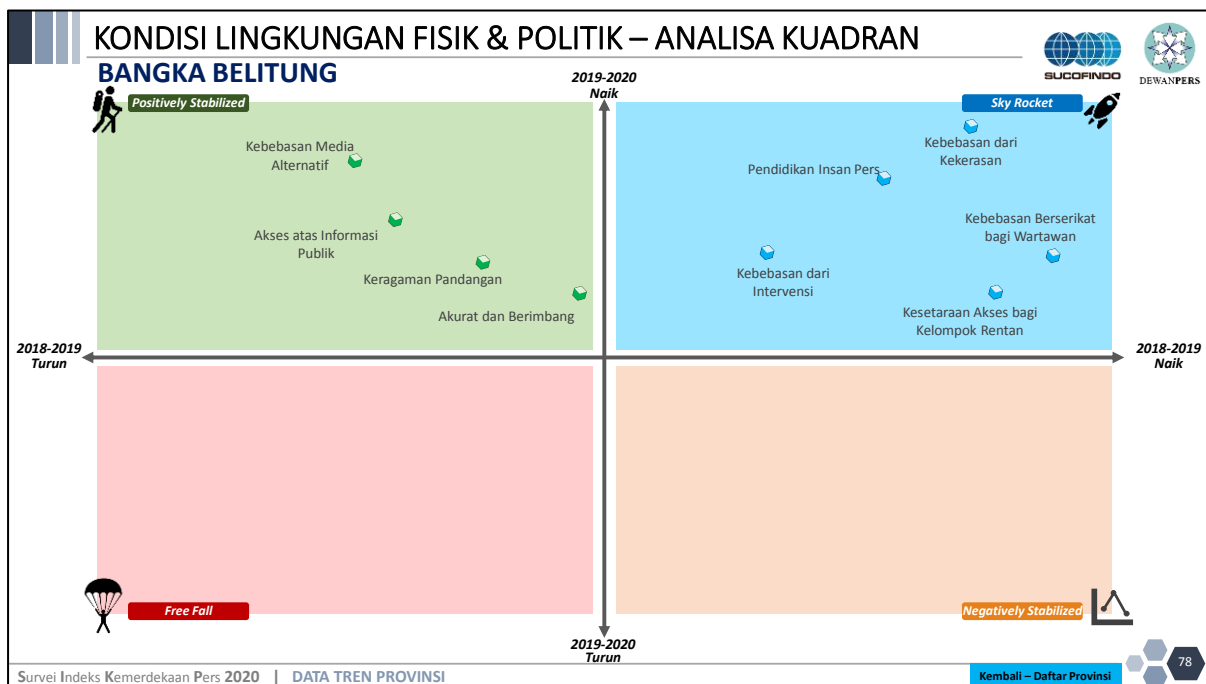 KONDISI LINGKUNGAN FISIK & POLITIK – ANALISA KUADRAN
BANGKA BELITUNG
SUCOFINDO
DEWANPERS
2019-2020
Naik
Positively Stabilized
Sky Rocket
Kebebasan Media
Alternatif
Akses atas Informasi
Publik
Keragaman Pandangan
Akurat dan Berimbang
Kebebasan dari
Kekerasan
Pendidikan Insan Pers
Kebebasan Berserikat
bagi Wartawan
Kebebasan dari
Intervensi
Kesetaraan Akses bagi
Kelompok Rentan
2018-2019
Turun
2018-2019
Naik
Free Fall
Negatively Stabilized
2019-2020
Turun
Survei Indeks Kemerdekaan Pers 2020 | DATA TREN PROVINSI
Kembali – Daftar Provinsi
78